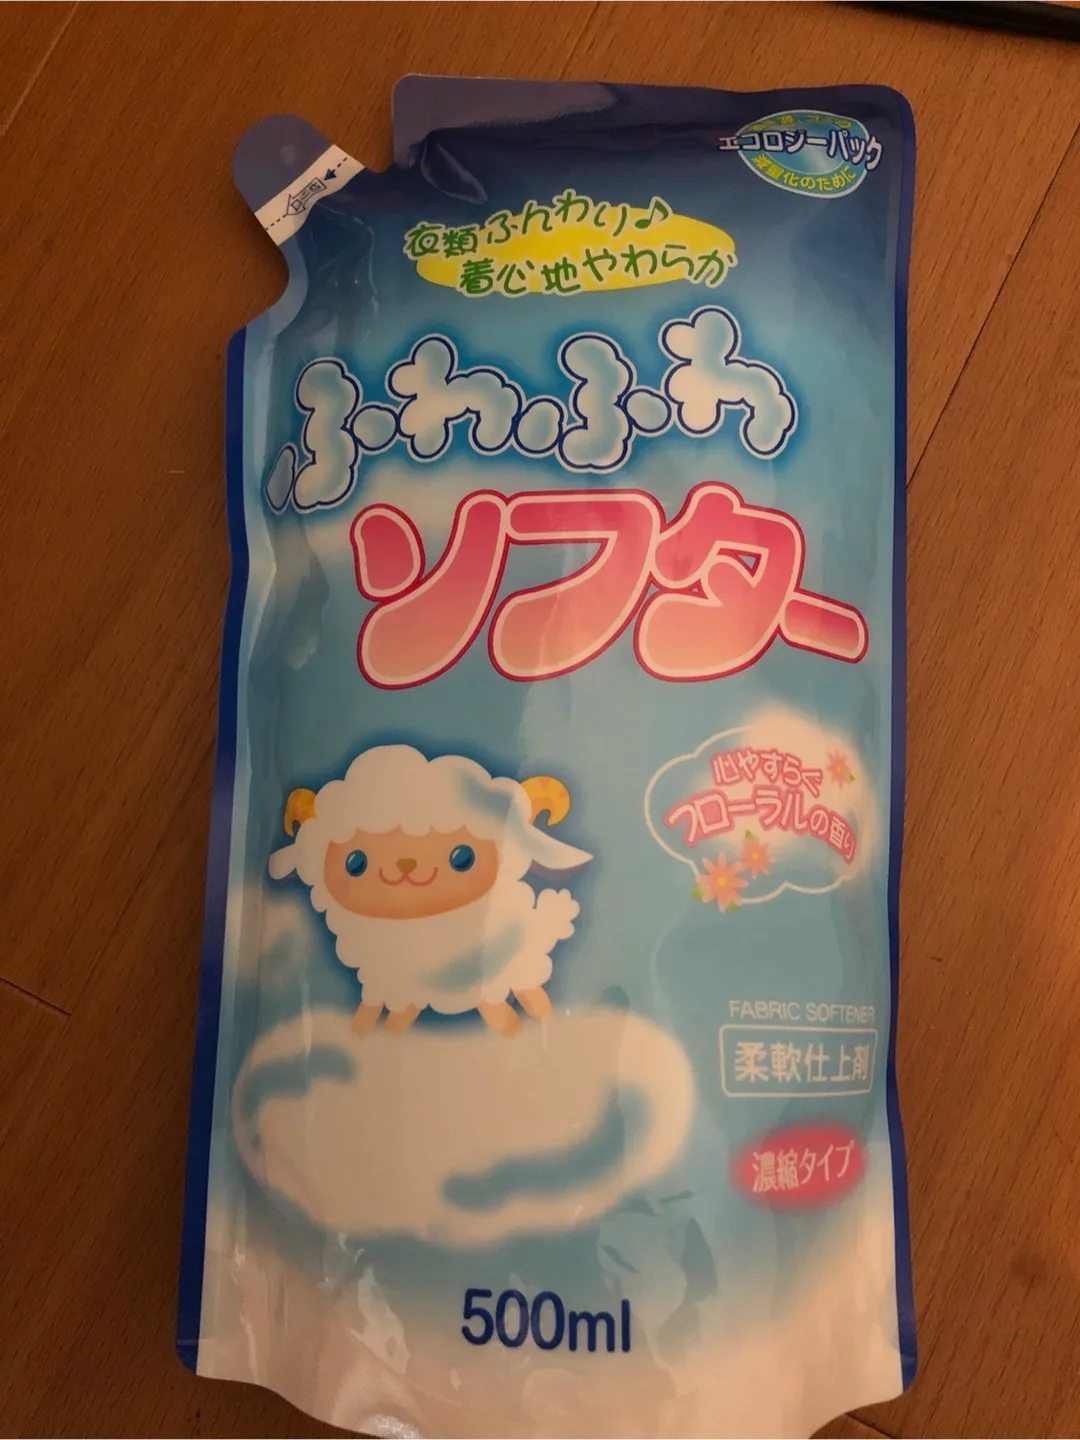 エコロジーパック
減量化のために
衣類ふんわり♪
着心地やわらか
ふわふわ
ソフター
心やすらぐ
フローラルの香り
FABRIC SOFTENER
柔軟仕上剤
濃縮タイプ
500ml